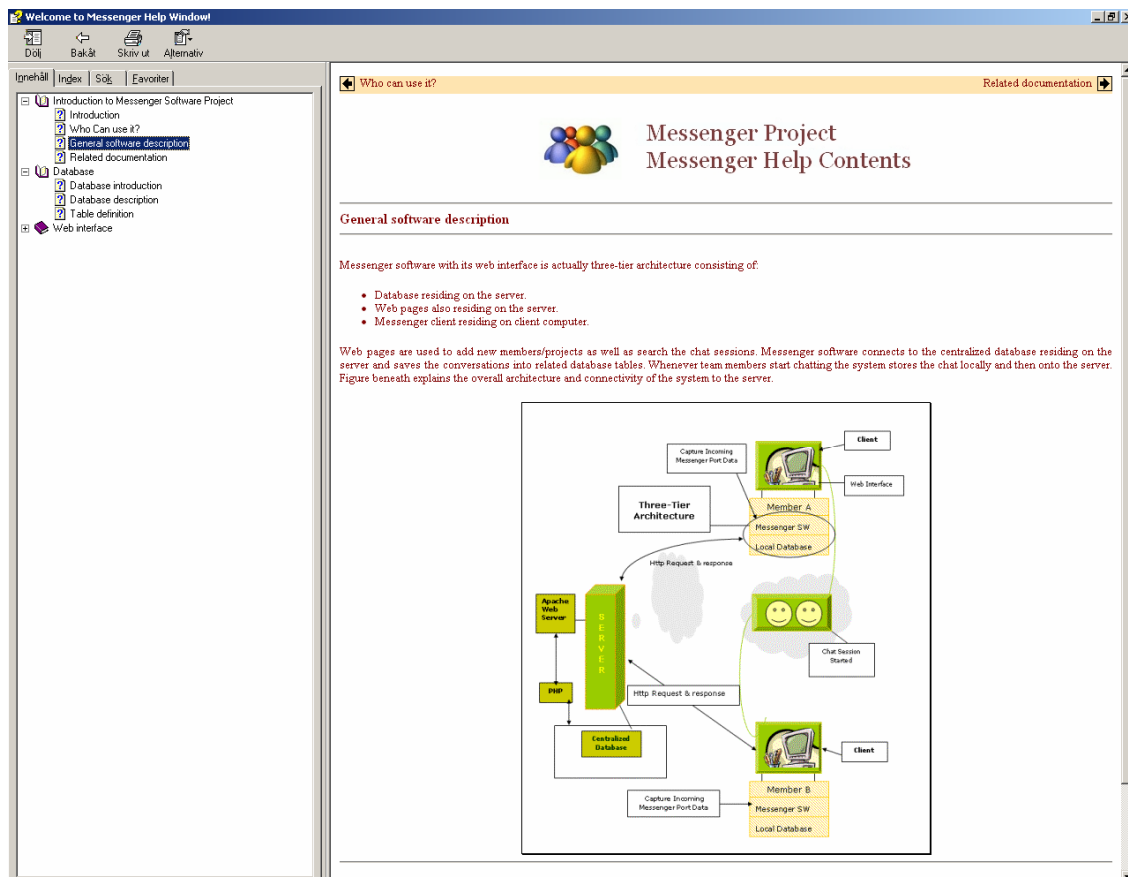 Welcome to Messenger Help Window!
Dölj
Bakåt
Skriv ut
Alternativ
Innehåll
Index
Sök
Favoriter
Introduction to Messenger Software Project
Introduction
Who Can use it?
General software description
Related documentation
Database
Database introduction
Database description
Table definition
Web interface
Who can use it?
Related documentation
Messenger Project
Messenger Help Contents
General software description
Messenger software with its web interface is actually three-tier architecture consisting of:
• Database residing on the server.
• Web pages also residing on the server.
• Messenger client residing on client computer.
Web pages are used to add new members/projects as well as search the chat sessions. Messenger software connects to the centralized database residing on the
server and saves the conversations into related database tables. Whenever team members start chatting the system stores the chat locally and then onto the server.
Figure beneath explains the overall architecture and connectivity of the system to the server.
Client
Capture Incoming
Messenger Port Data
Web Interface
Three-Tier
Architecture
Member A
Messenger SW
Local Database
Http Request & response
Apache
Web
Server
SERVER
Chat Session
Started
PHP
Http Request & response
Centralized
Database
Client
Member B
Capture Incoming
Messenger Port Data
Messenger SW
Local Database